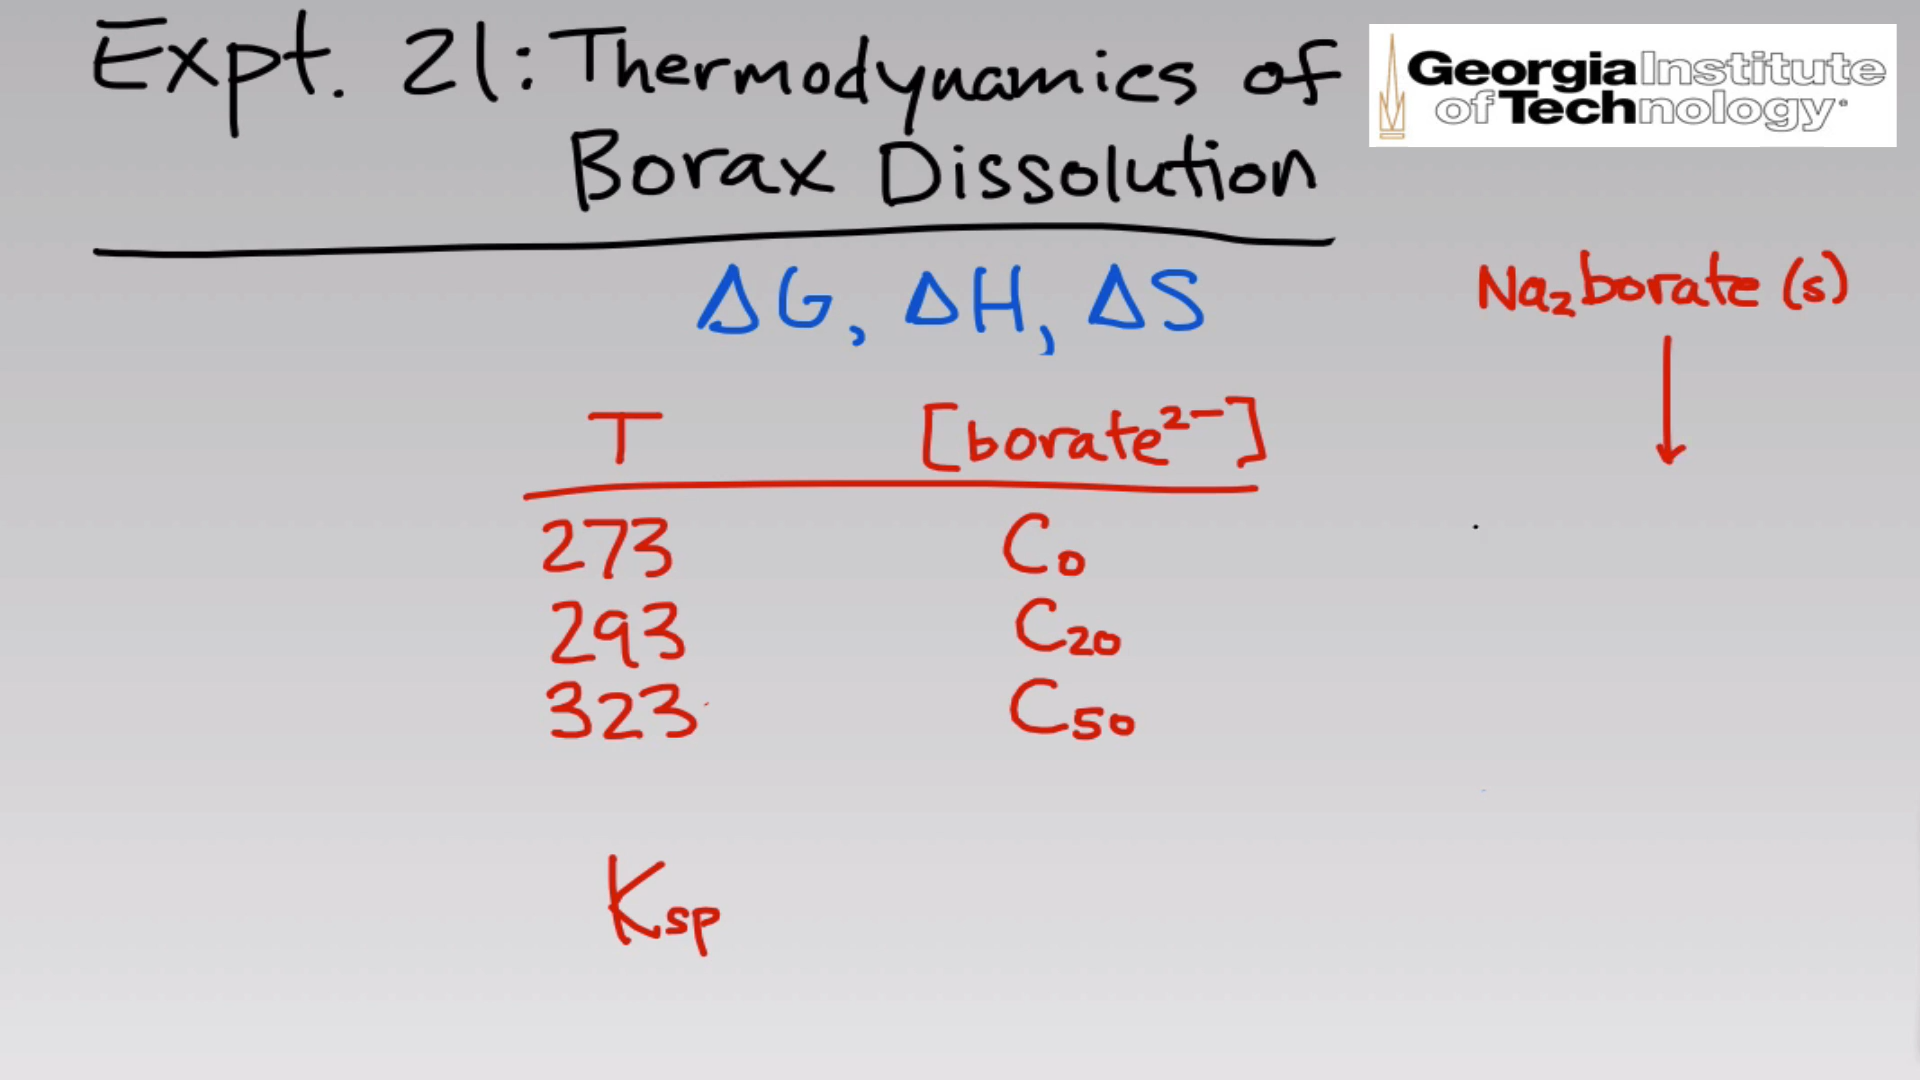 Expt. 21: Thermodynamics of
Borax Dissolution
Georgia Institute
of Technology
ΔG, ΔH, ΔS
Na₂borate (s)
T [borate²⁻]
273 C₀
293 C₂₀
323 C₅₀
Ksp